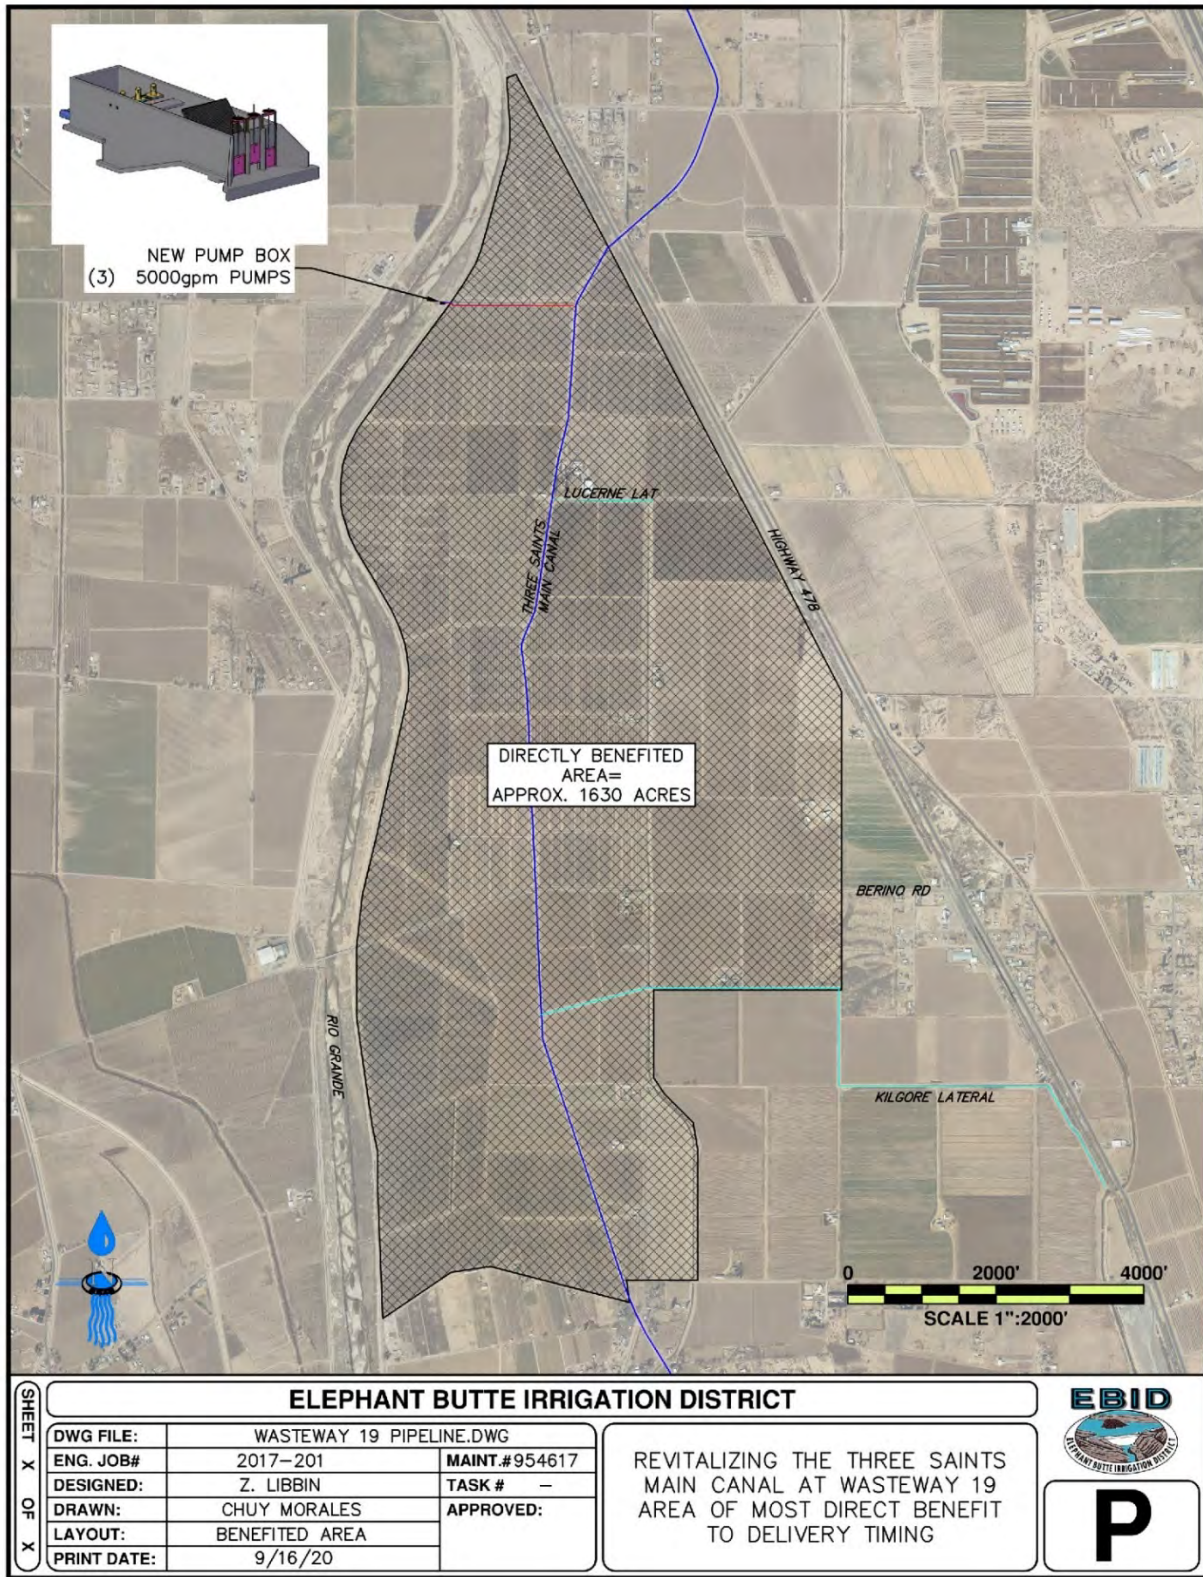 NEW PUMP BOX
(3) 5000gpm PUMPS
LUCERNE LAT
THREE SAINTS
MAIN CANAL
HIGHWAY 478
DIRECTLY BENEFITED
AREA=
APPROX. 1630 ACRES
BERINO RD
RIO GRANDE
KILGORE LATERAL
0 2000' 4000'
SCALE 1":2000'
SHEET X OF X
ELEPHANT BUTTE IRRIGATION DISTRICT
DWG FILE: WASTEWAY 19 PIPELINE.DWG
ENG. JOB# 2017-201 MAINT.#954617
DESIGNED: Z. LIBBIN TASK # –
DRAWN: CHUY MORALES APPROVED:
LAYOUT: BENEFITED AREA
PRINT DATE: 9/16/20
REVITALIZING THE THREE SAINTS
MAIN CANAL AT WASTEWAY 19
AREA OF MOST DIRECT BENEFIT
TO DELIVERY TIMING
EBID
ELEPHANT BUTTE IRRIGATION DISTRICT
P